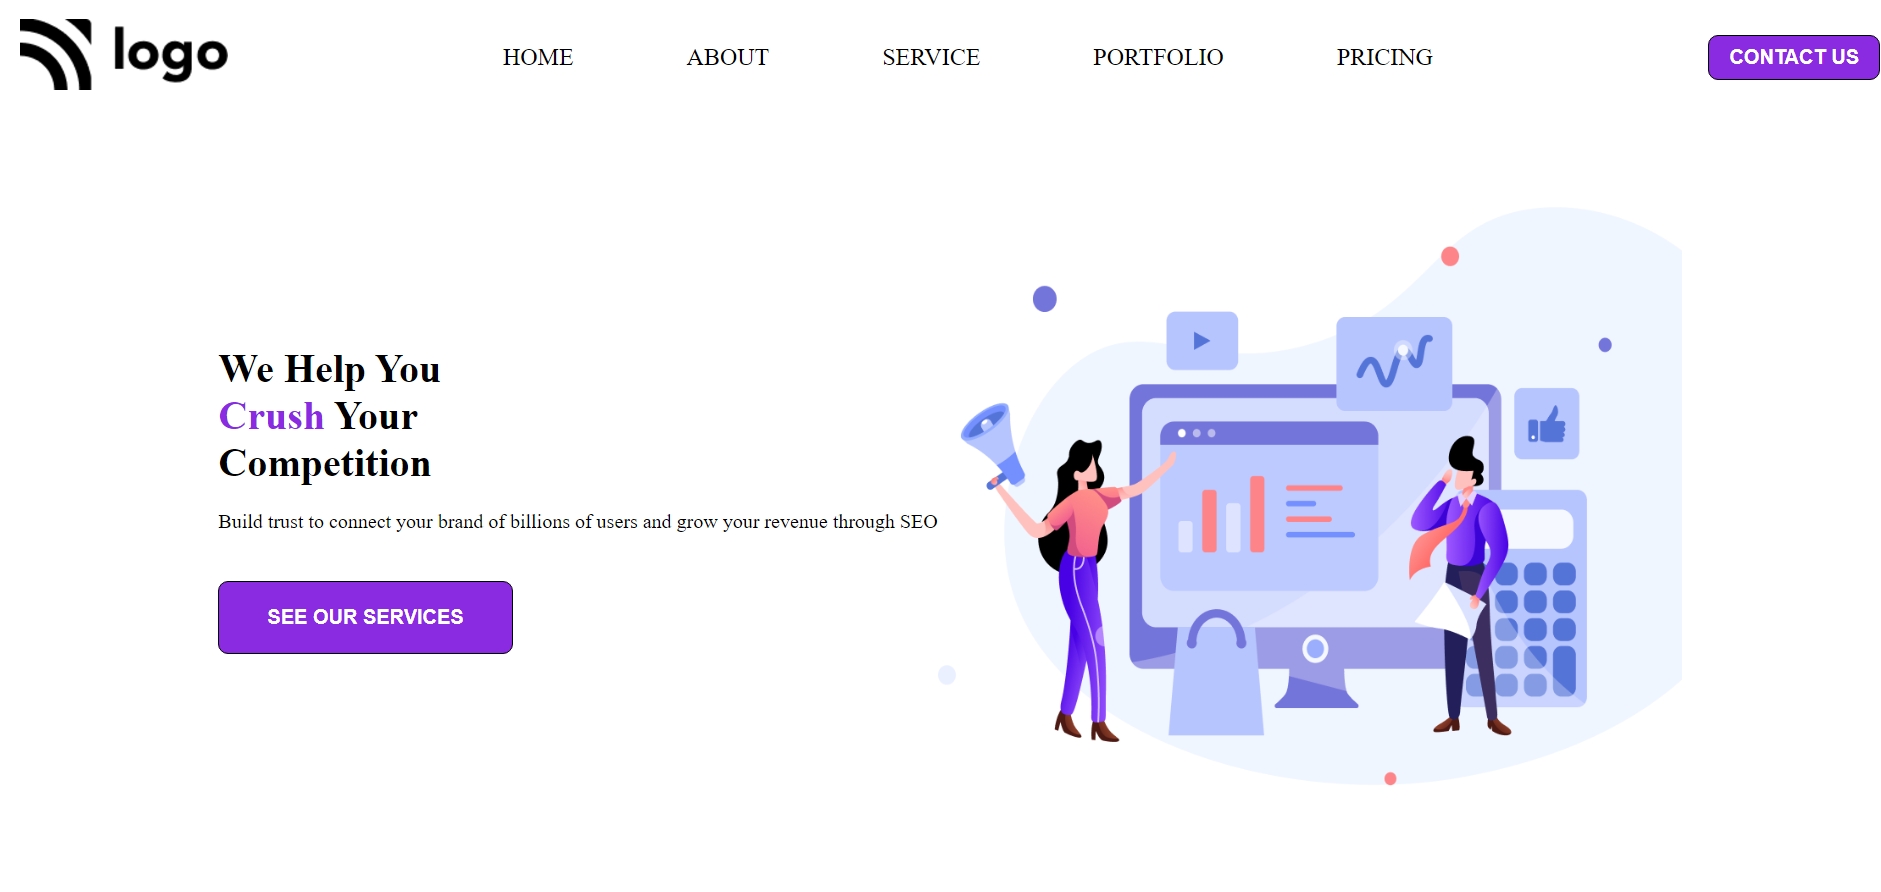 logo
HOME ABOUT SERVICE PORTFOLIO PRICING
CONTACT US
We Help You
Crush Your
Competition
Build trust to connect your brand of billions of users and grow your revenue through SEO
SEE OUR SERVICES